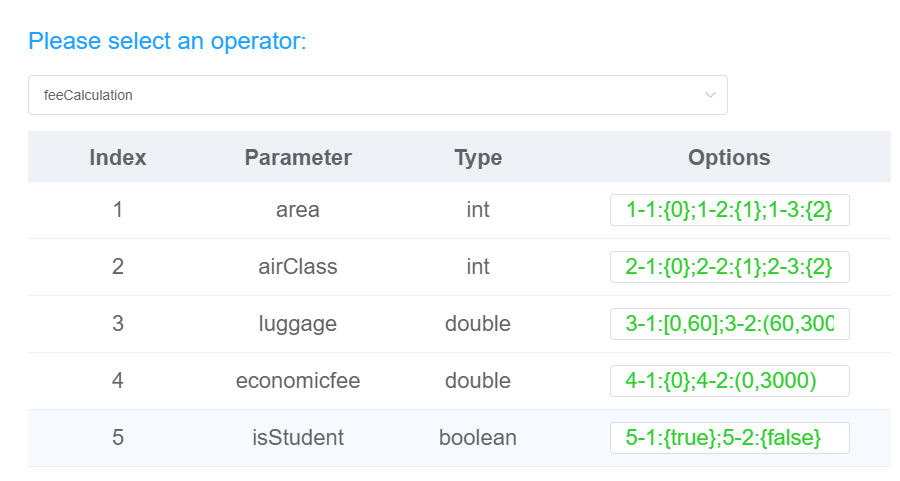 Please select an operator:
feeCalculation
Index Parameter Type Options
1 area int 1-1:{0};1-2:{1};1-3:{2}
2 airClass int 2-1:{0};2-2:{1};2-3:{2}
3 luggage double 3-1:[0,60];3-2:(60,300
4 economicfee double 4-1:{0};4-2:(0,3000)
5 isStudent boolean 5-1:{true};5-2:{false}